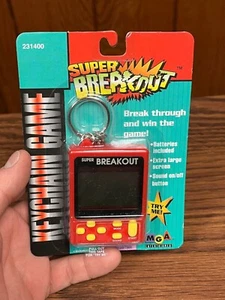 231400
SUPER
BREAKOUT
TM
Break through
and win the
game!
• Batteries
included
• Extra large
screen
• Sound on/off
button
TRY
ME!
KEYCHAIN GAME
SUPER BREAKOUT
MGA